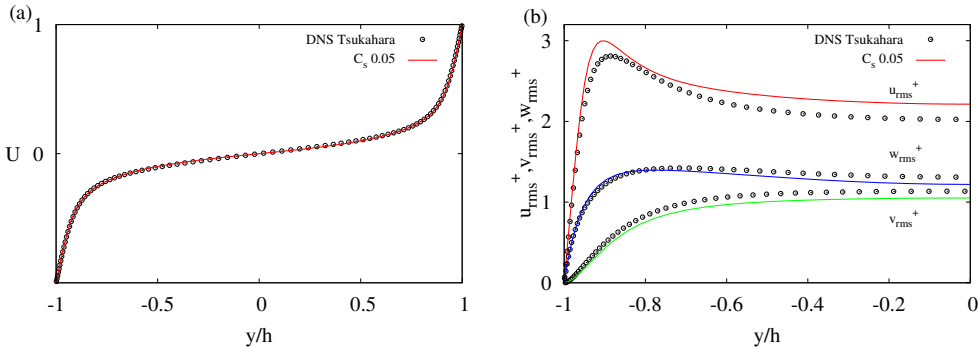 (a)
1
DNS Tsukahara
C_s 0.05
U
0
-1
-0.5
0
0.5
1
y/h
(b)
3
DNS Tsukahara
C_s 0.05
u_rms^+
u_rms^+,v_rms^+,w_rms^+
2
w_rms^+
1
v_rms^+
0
-1
-0.8
-0.6
-0.4
-0.2
0
y/h